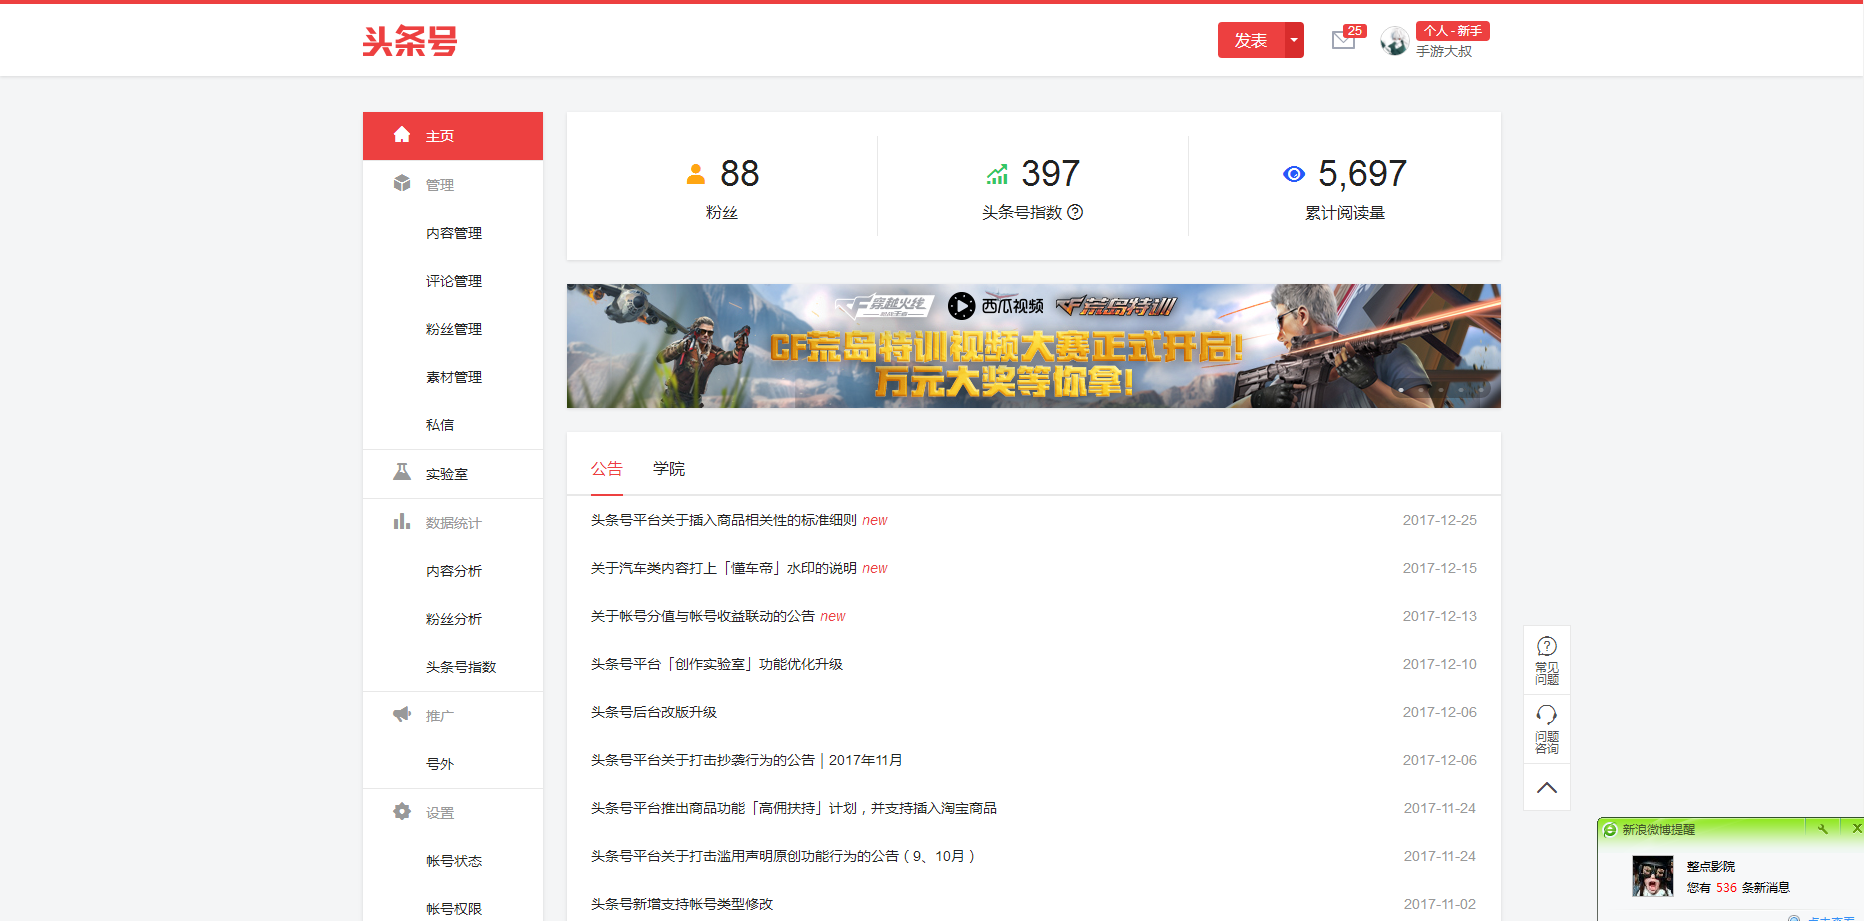 头条号
发表
25
个人 - 新手
手游大叔
主页
管理
内容管理
评论管理
粉丝管理
素材管理
私信
实验室
数据统计
内容分析
粉丝分析
头条号指数
推广
号外
设置
帐号状态
帐号权限
88
粉丝
397
头条号指数
5,697
累计阅读量
穿越火线 西瓜视频 CF荒岛特训
CF荒岛特训视频大赛正式开启!
万元大奖等你拿!
公告 学院
头条号平台关于插入商品相关性的标准细则 new 2017-12-25
关于汽车类内容打上「懂车帝」水印的说明 new 2017-12-15
关于帐号分值与帐号收益联动的公告 new 2017-12-13
头条号平台「创作实验室」功能优化升级 2017-12-10
头条号后台改版升级 2017-12-06
头条号平台关于打击抄袭行为的公告 | 2017年11月 2017-12-06
头条号平台推出商品功能「高佣扶持」计划，并支持插入淘宝商品 2017-11-24
头条号平台关于打击滥用声明原创功能行为的公告（9、10月） 2017-11-24
头条号新增支持帐号类型修改 2017-11-02
常见
问题
问题
咨询
新浪微博提醒
整点影院
您有 536 条新消息